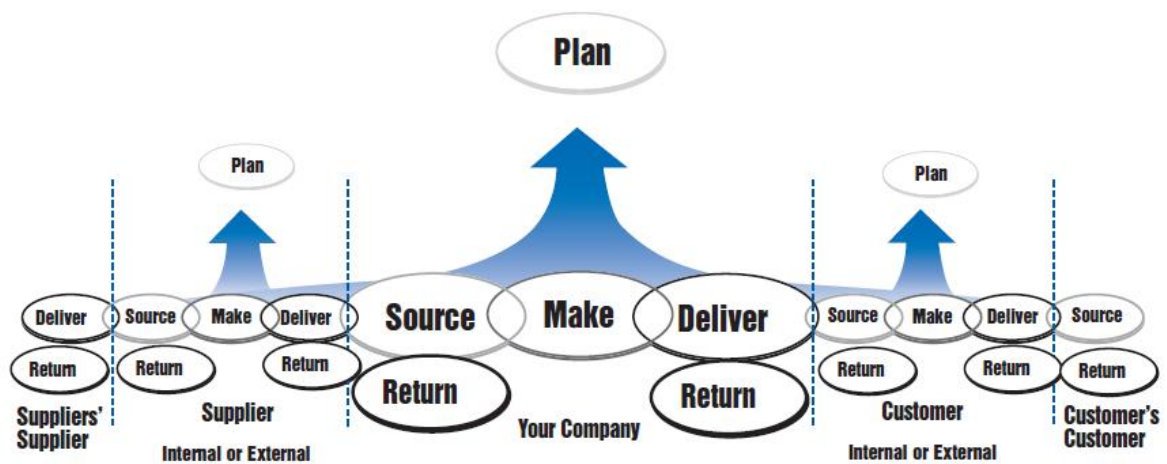 Plan
Plan
Plan
Deliver
Source
Make
Deliver
Source
Make
Deliver
Source
Make
Deliver
Source
Return
Return
Return
Return
Return
Return
Return
Return
Suppliers'
Supplier
Supplier
Internal or External
Your Company
Customer
Internal or External
Customer's
Customer